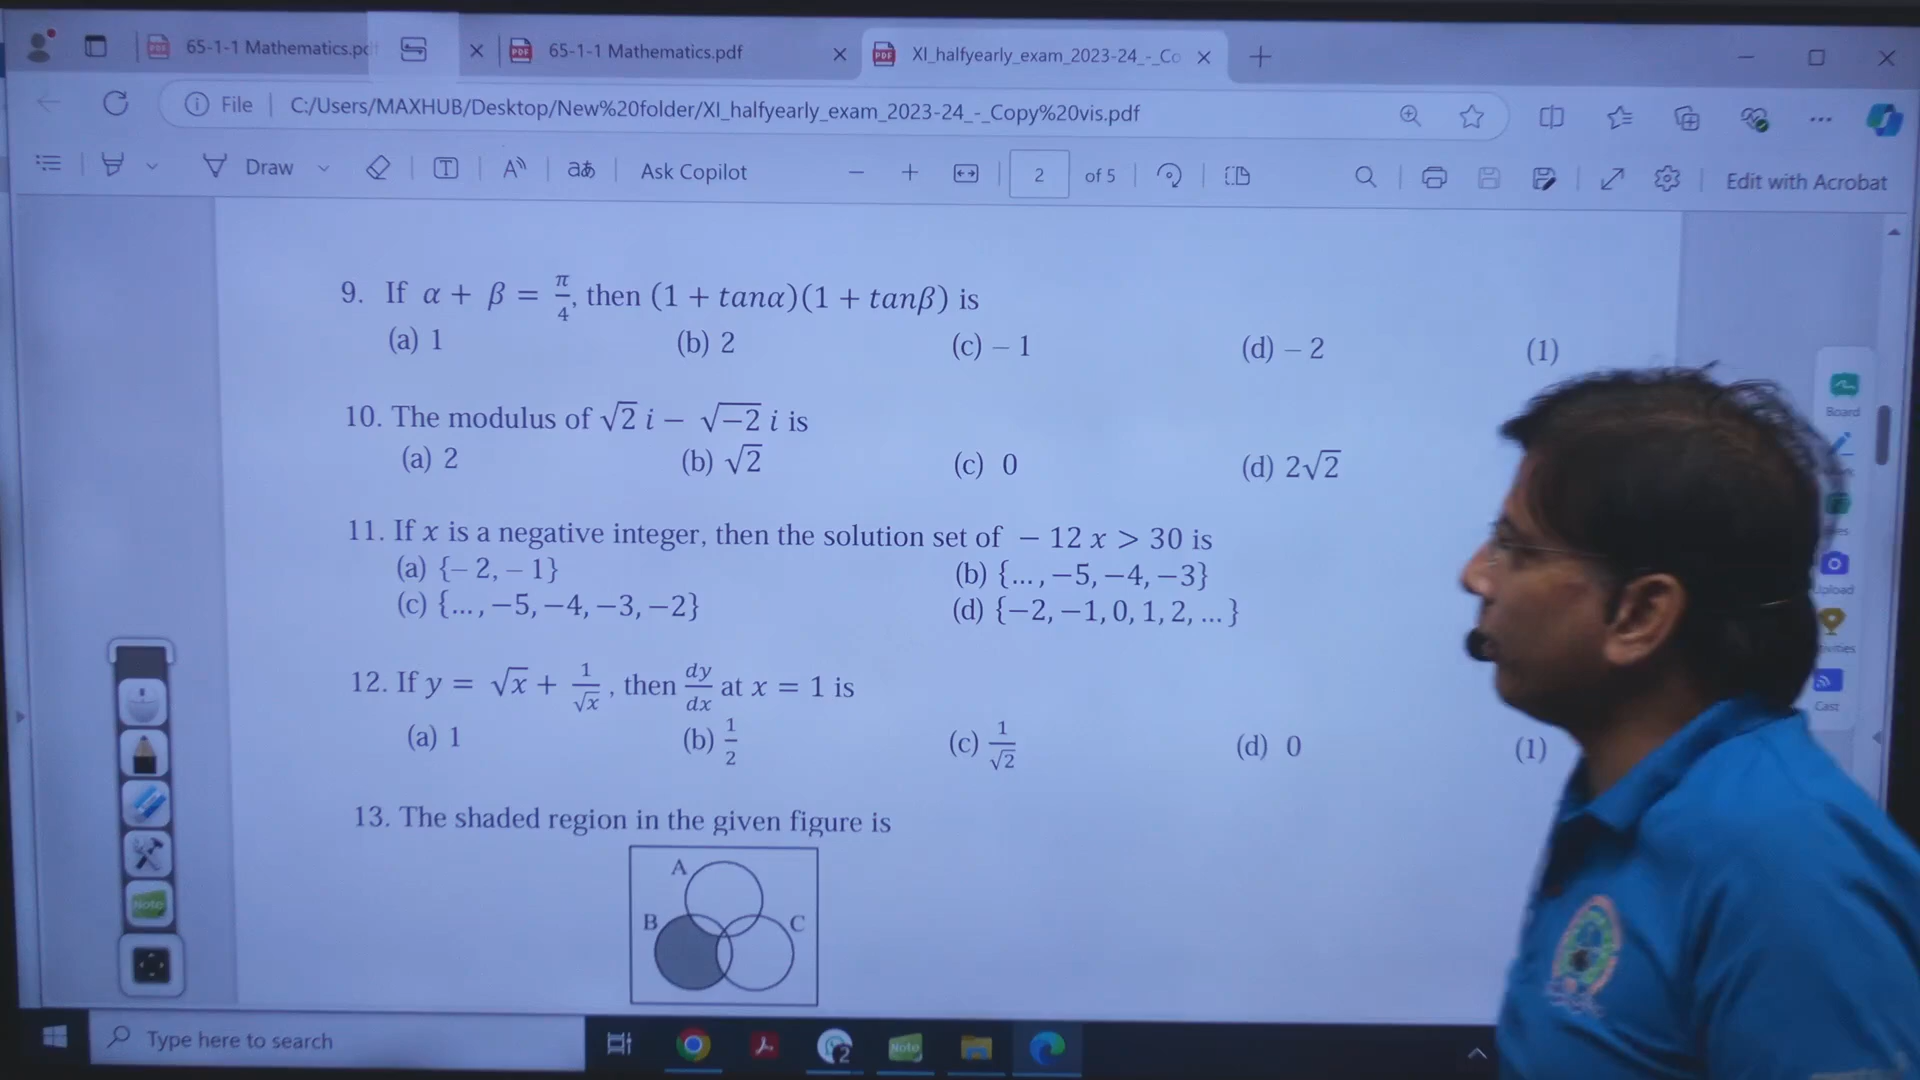 65-1-1 Mathematics.pdf
65-1-1 Mathematics.pdf
XI_halfyearly_exam_2023-24_-_Co
File C:/Users/MAXHUB/Desktop/New%20folder/XI_halfyearly_exam_2023-24_-_Copy%20vis.pdf
Draw Ask Copilot 2 of 5 Edit with Acrobat
9. If α + β = π/4, then (1 + tanα)(1 + tanβ) is
(a) 1 (b) 2 (c) – 1 (d) – 2 (1)
10. The modulus of √2 i − √−2 i is
(a) 2 (b) √2 (c) 0 (d) 2√2
11. If x is a negative integer, then the solution set of − 12 x > 30 is
(a) {– 2, – 1} (b) {…, −5, −4, −3}
(c) {…, −5, −4, −3, −2} (d) {−2, −1, 0, 1, 2, … }
12. If y = √x + 1/√x , then dy/dx at x = 1 is
(a) 1 (b) 1/2 (c) 1/√2 (d) 0 (1)
13. The shaded region in the given figure is
A
B C
Board
Cast
Note
Type here to search
2
Note